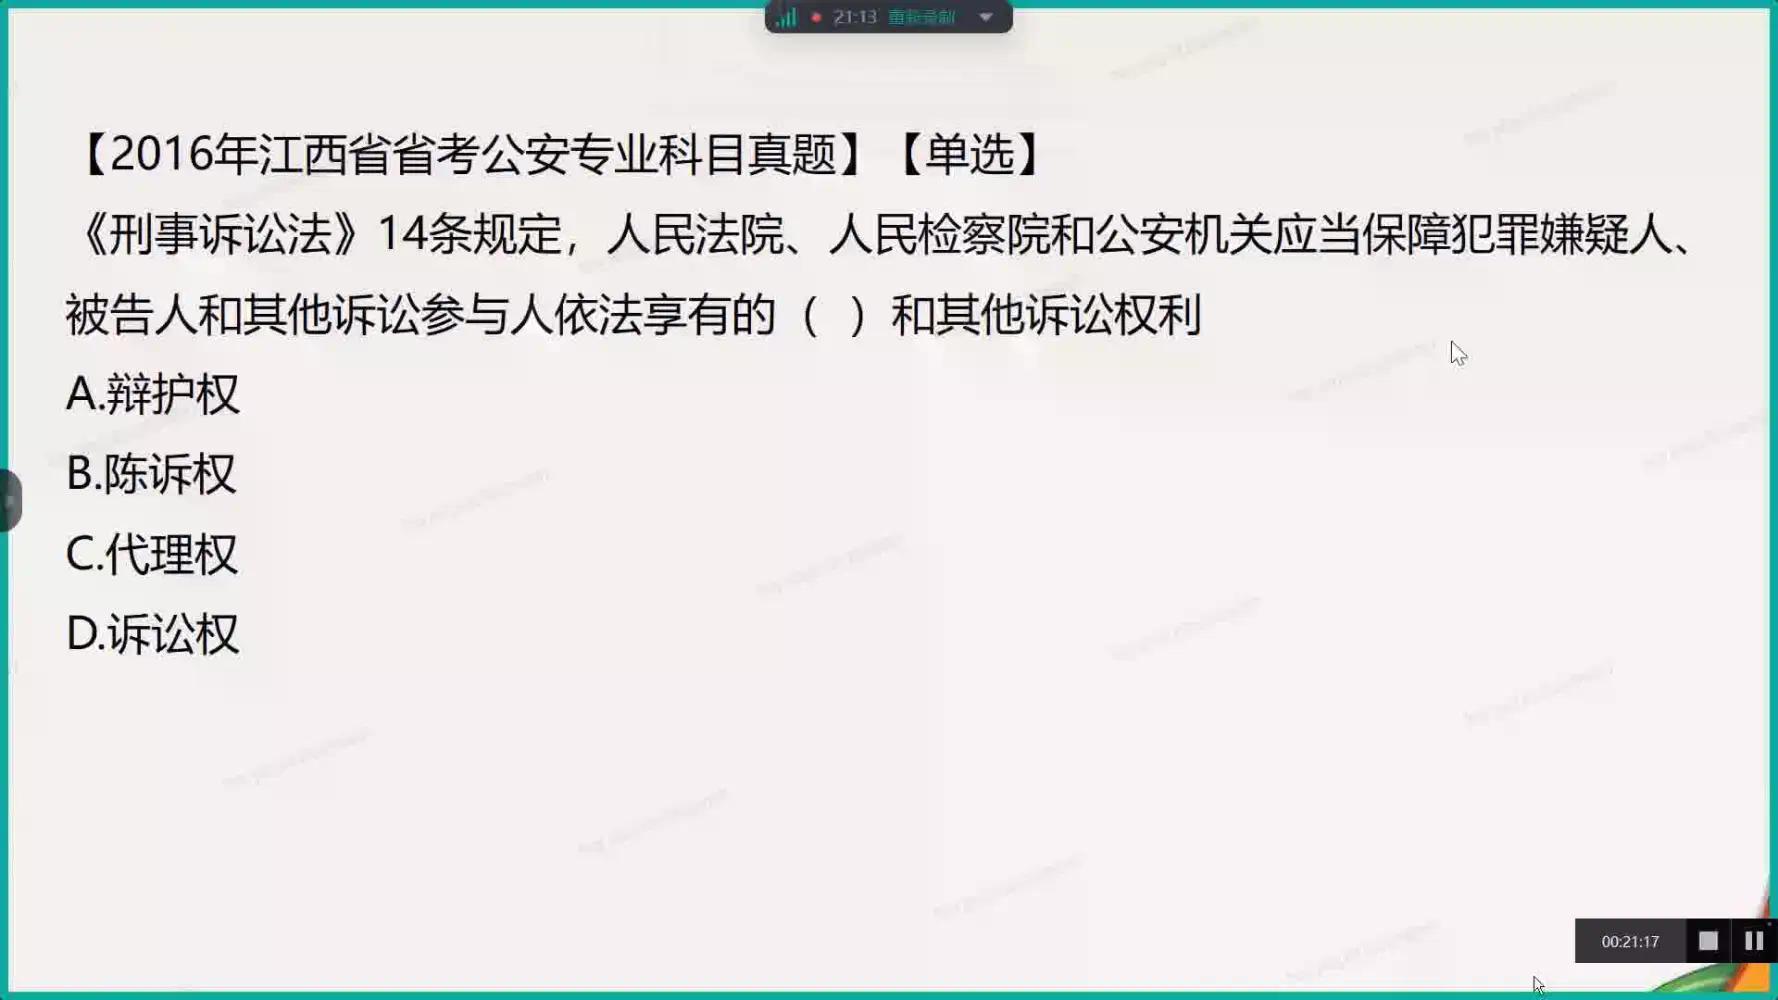 21:13 重新录制
【2016年江西省省考公安专业科目真题】【单选】
《刑事诉讼法》14条规定，人民法院、人民检察院和公安机关应当保障犯罪嫌疑人、
被告人和其他诉讼参与人依法享有的（ ）和其他诉讼权利
A.辩护权
B.陈诉权
C.代理权
D.诉讼权
00:21:17